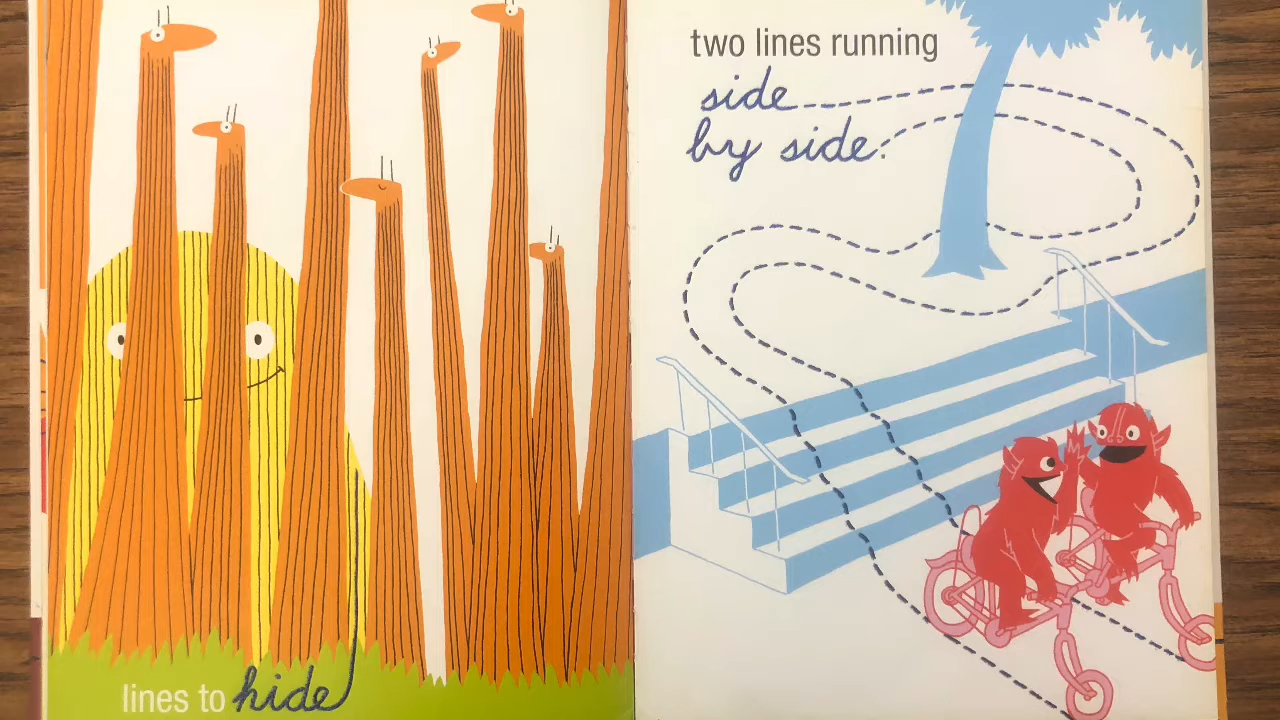 lines to hide
two lines running
side
by side.